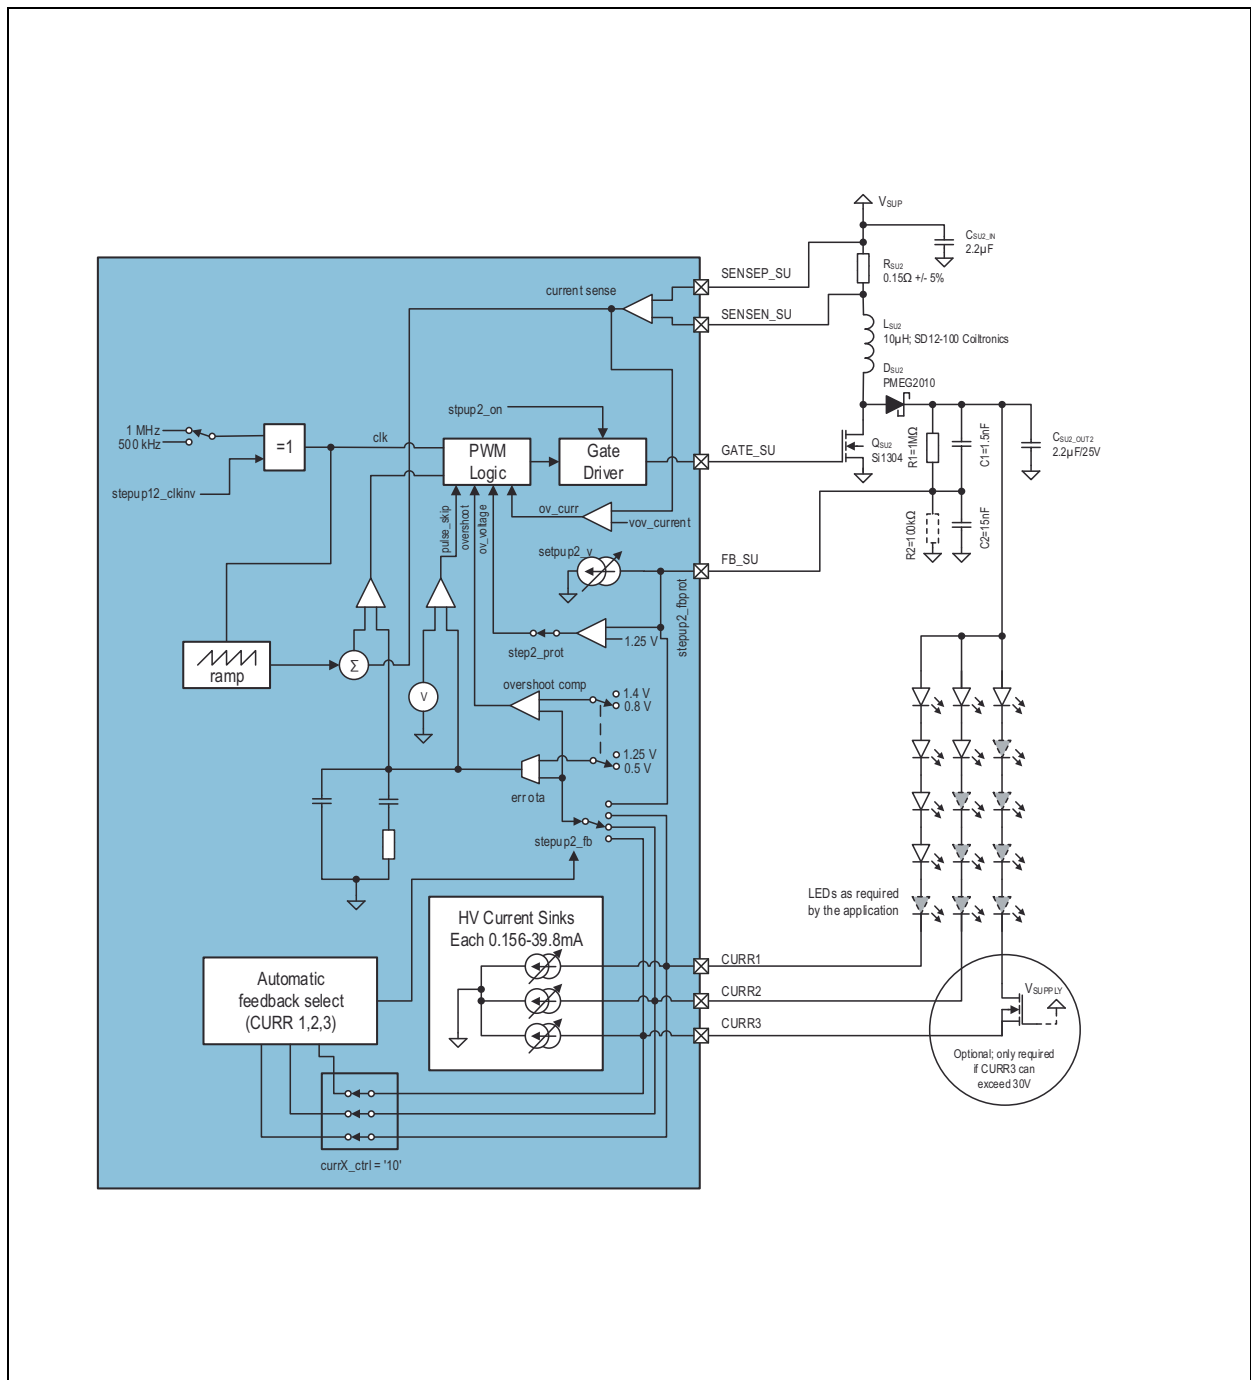 VSUP
CSU2_IN
2.2µF
SENSEP_SU
RSU2
0.15Ω +/- 5%
current sense
SENSEN_SU
LSU2
10µH; SD12-100 Coiltronics
DSU2
PMEG2010
stpup2_on
1 MHz
500 kHz
=1
clk
PWM
Logic
Gate
Driver
GATE_SU
QSU2
Si1304
R1=1MΩ
C1=1.5nF
CSU2_OUT2
2.2µF/25V
stepup12_clkinv
pulse_skip
overshoot
ov_voltage
ov_curr
vov_current
R2=100kΩ
C2=15nF
setpup2_v
FB_SU
stepup2_fbprot
1.25 V
step2_prot
ramp
Σ
V
overshoot comp
1.4 V
0.8 V
1.25 V
0.5 V
errota
stepup2_fb
LEDs as required
by the application
HV Current Sinks
Each 0.156-39.8mA
CURR1
CURR2
CURR3
Automatic
feedback select
(CURR 1,2,3)
VSUPPLY
Optional; only required
if CURR3 can
exceed 30V
currX_ctrl = '10'